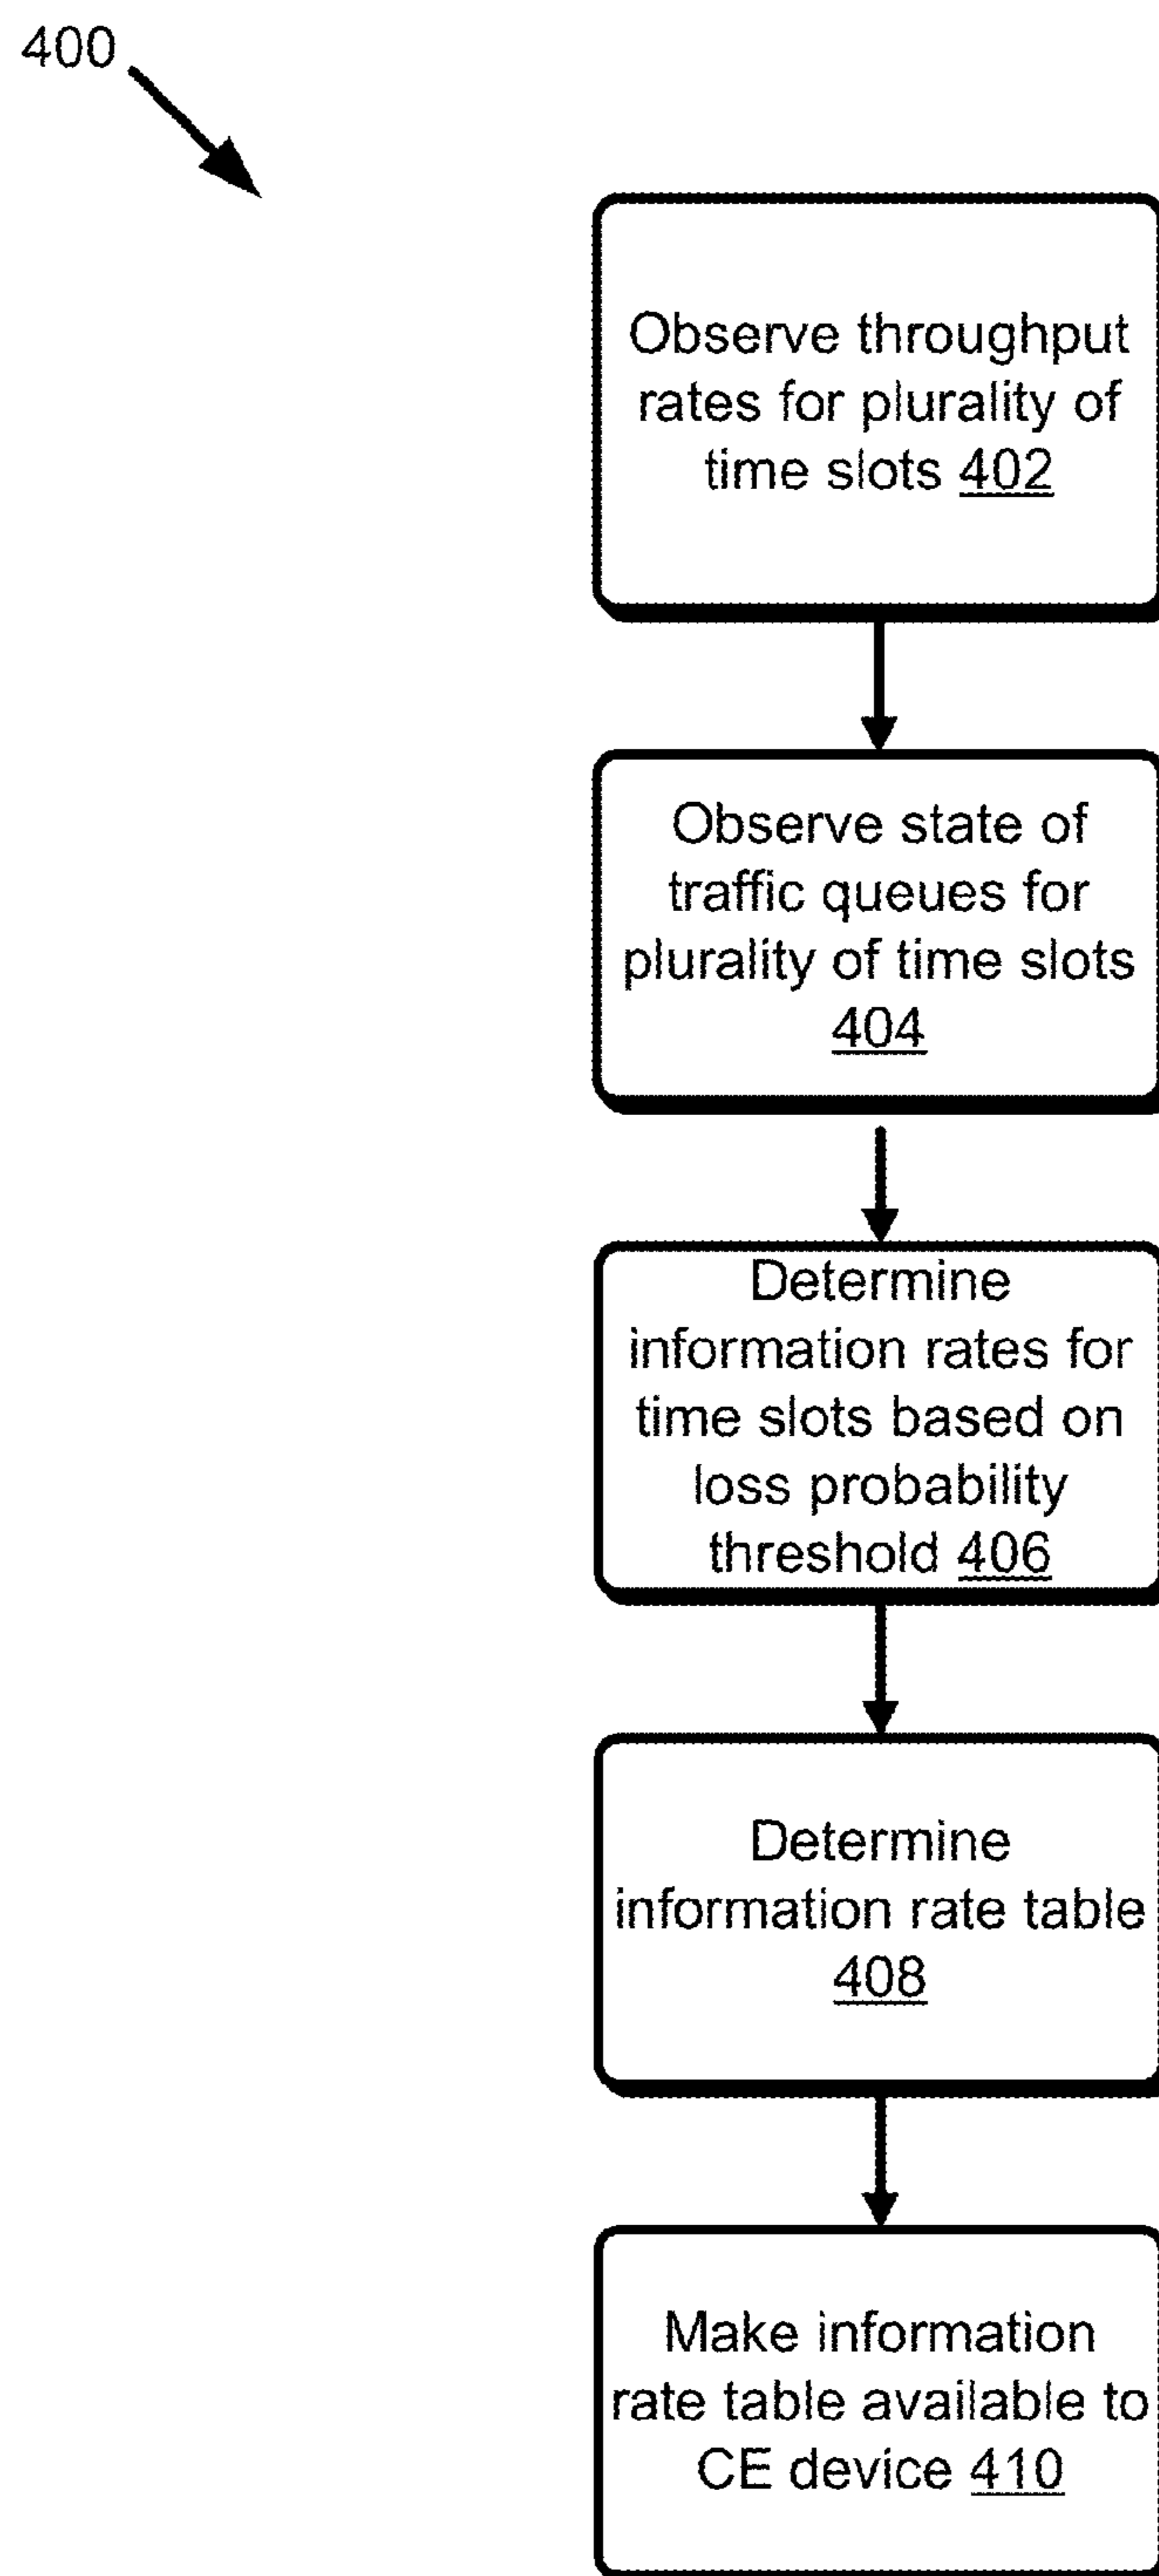 400
Observe throughput
rates for plurality of
time slots 402
Observe state of
traffic queues for
plurality of time slots
404
Determine
information rates for
time slots based on
loss probability
threshold 406
Determine
information rate table
408
Make information
rate table available to
CE device 410